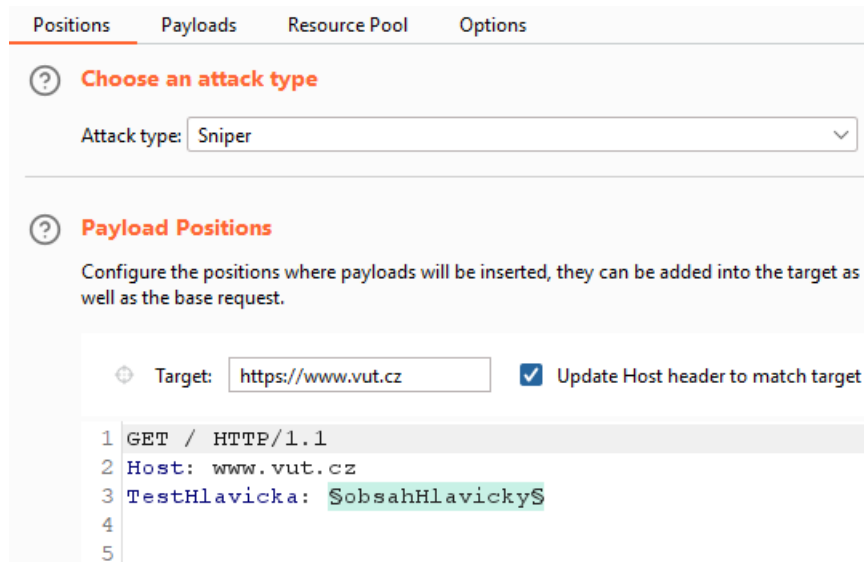 Positions Payloads Resource Pool Options
Choose an attack type
Attack type: Sniper
Payload Positions
Configure the positions where payloads will be inserted, they can be added into the target as
well as the base request.
Target: https://www.vut.cz Update Host header to match target
1 GET / HTTP/1.1
2 Host: www.vut.cz
3 TestHlavicka: §obsahHlavicky§
4
5